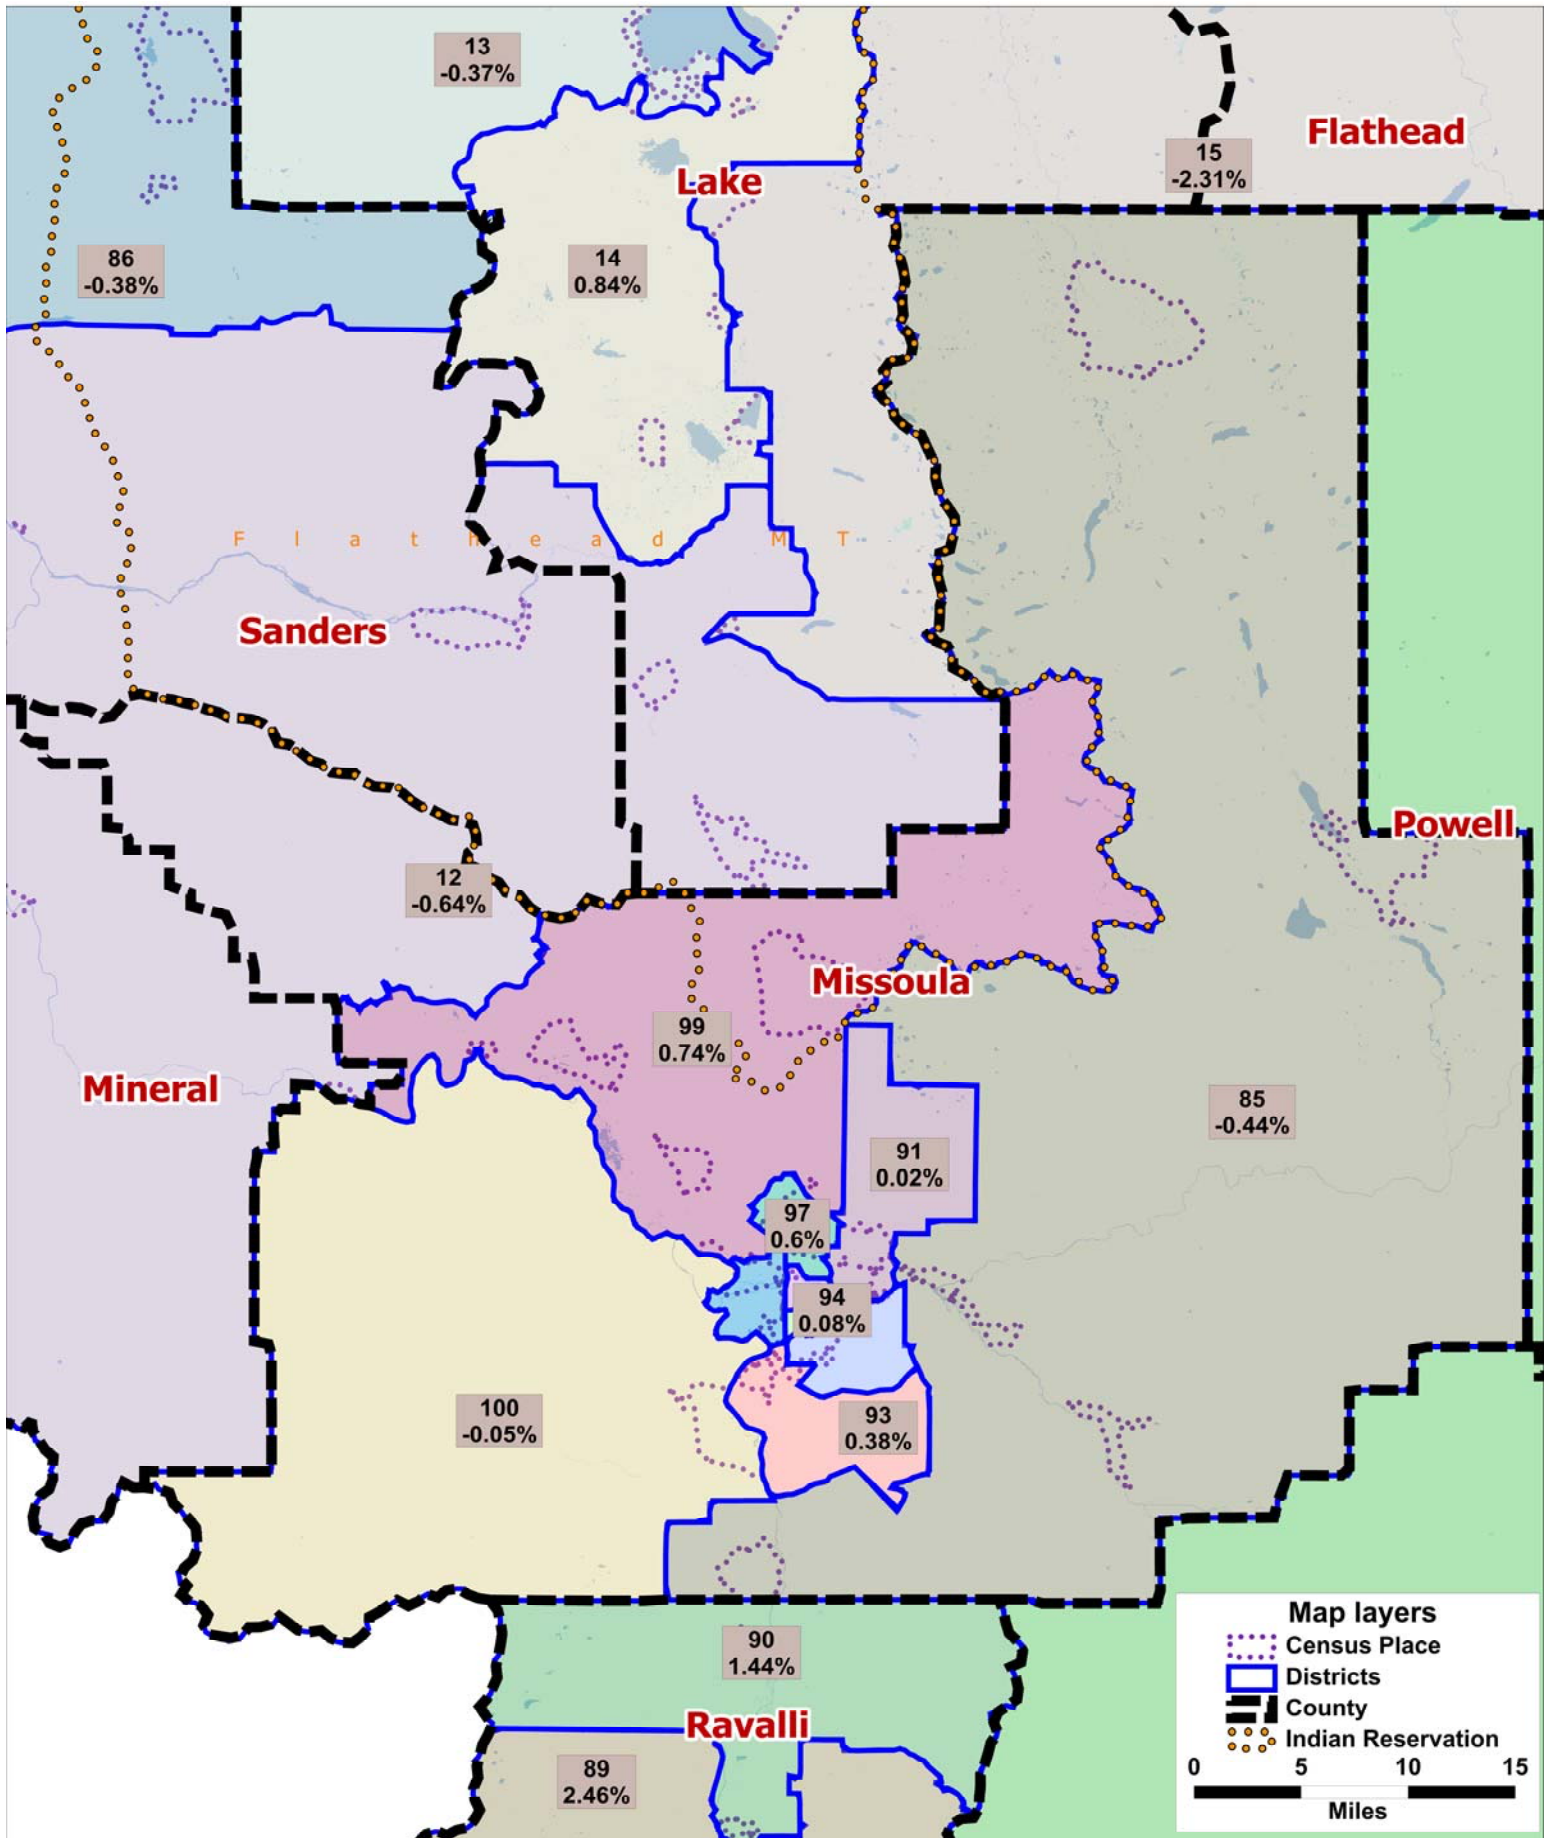 13
-0.37%
Flathead
15
-2.31%
Lake
86
-0.38%
14
0.84%
Flathead MT
Sanders
Powell
12
-0.64%
Missoula
99
0.74%
Mineral
85
-0.44%
91
0.02%
97
0.6%
94
0.08%
100
-0.05%
93
0.38%
90
1.44%
Ravalli
89
2.46%
Map layers
Census Place
Districts
County
Indian Reservation
0 5 10 15
Miles